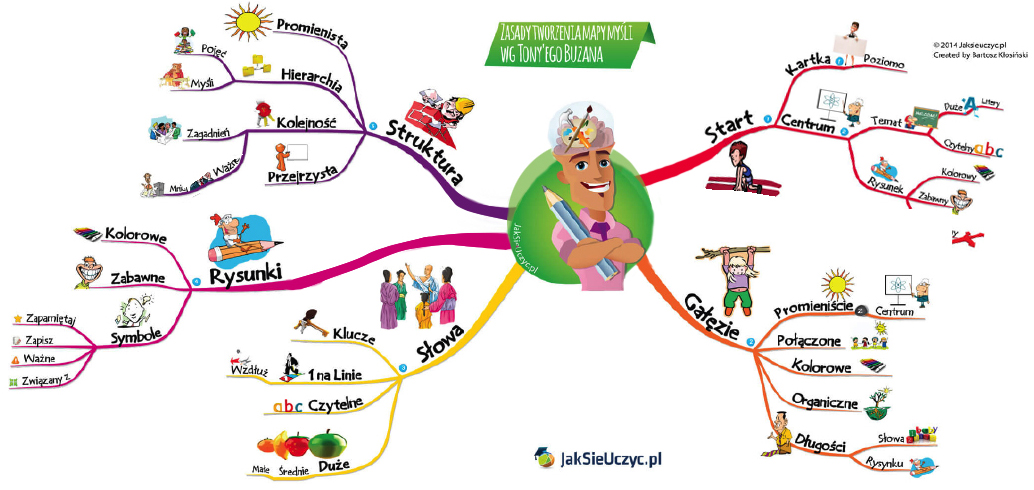 ZASADY TWORZENIA MAPY MYŚLI
WG TONY'EGO BUZANA
© 2014 Jaksieuczyc.pl
Created by Bartosz Kłosiński
Start
Kartka
Poziomo
Centrum
Temat
Duże
Litery
WELCOME!
Czytelny
a b c
Rysunek
Kolorowy
Zabawny
Gałęzie
Promieniście
z
Centrum
Połączone
Kolorowe
Organiczne
Długości
Słowa
Rysunku
Słowa
Klucze
1 na Linie
Wzdłuż
a b c Czytelne
Duże
Średnie
Małe
Rysunki
Kolorowe
Zabawne
Symbole
Zapamiętaj
Zapisz
Ważne
Związany z
Struktura
Promienista
Hierarchia
Pojęć
Myśli
Kolejność
Zagadnień
Ważne
Mniej
Przejrzysta
JakSieUczyc.pl
JakSieUczyc.pl